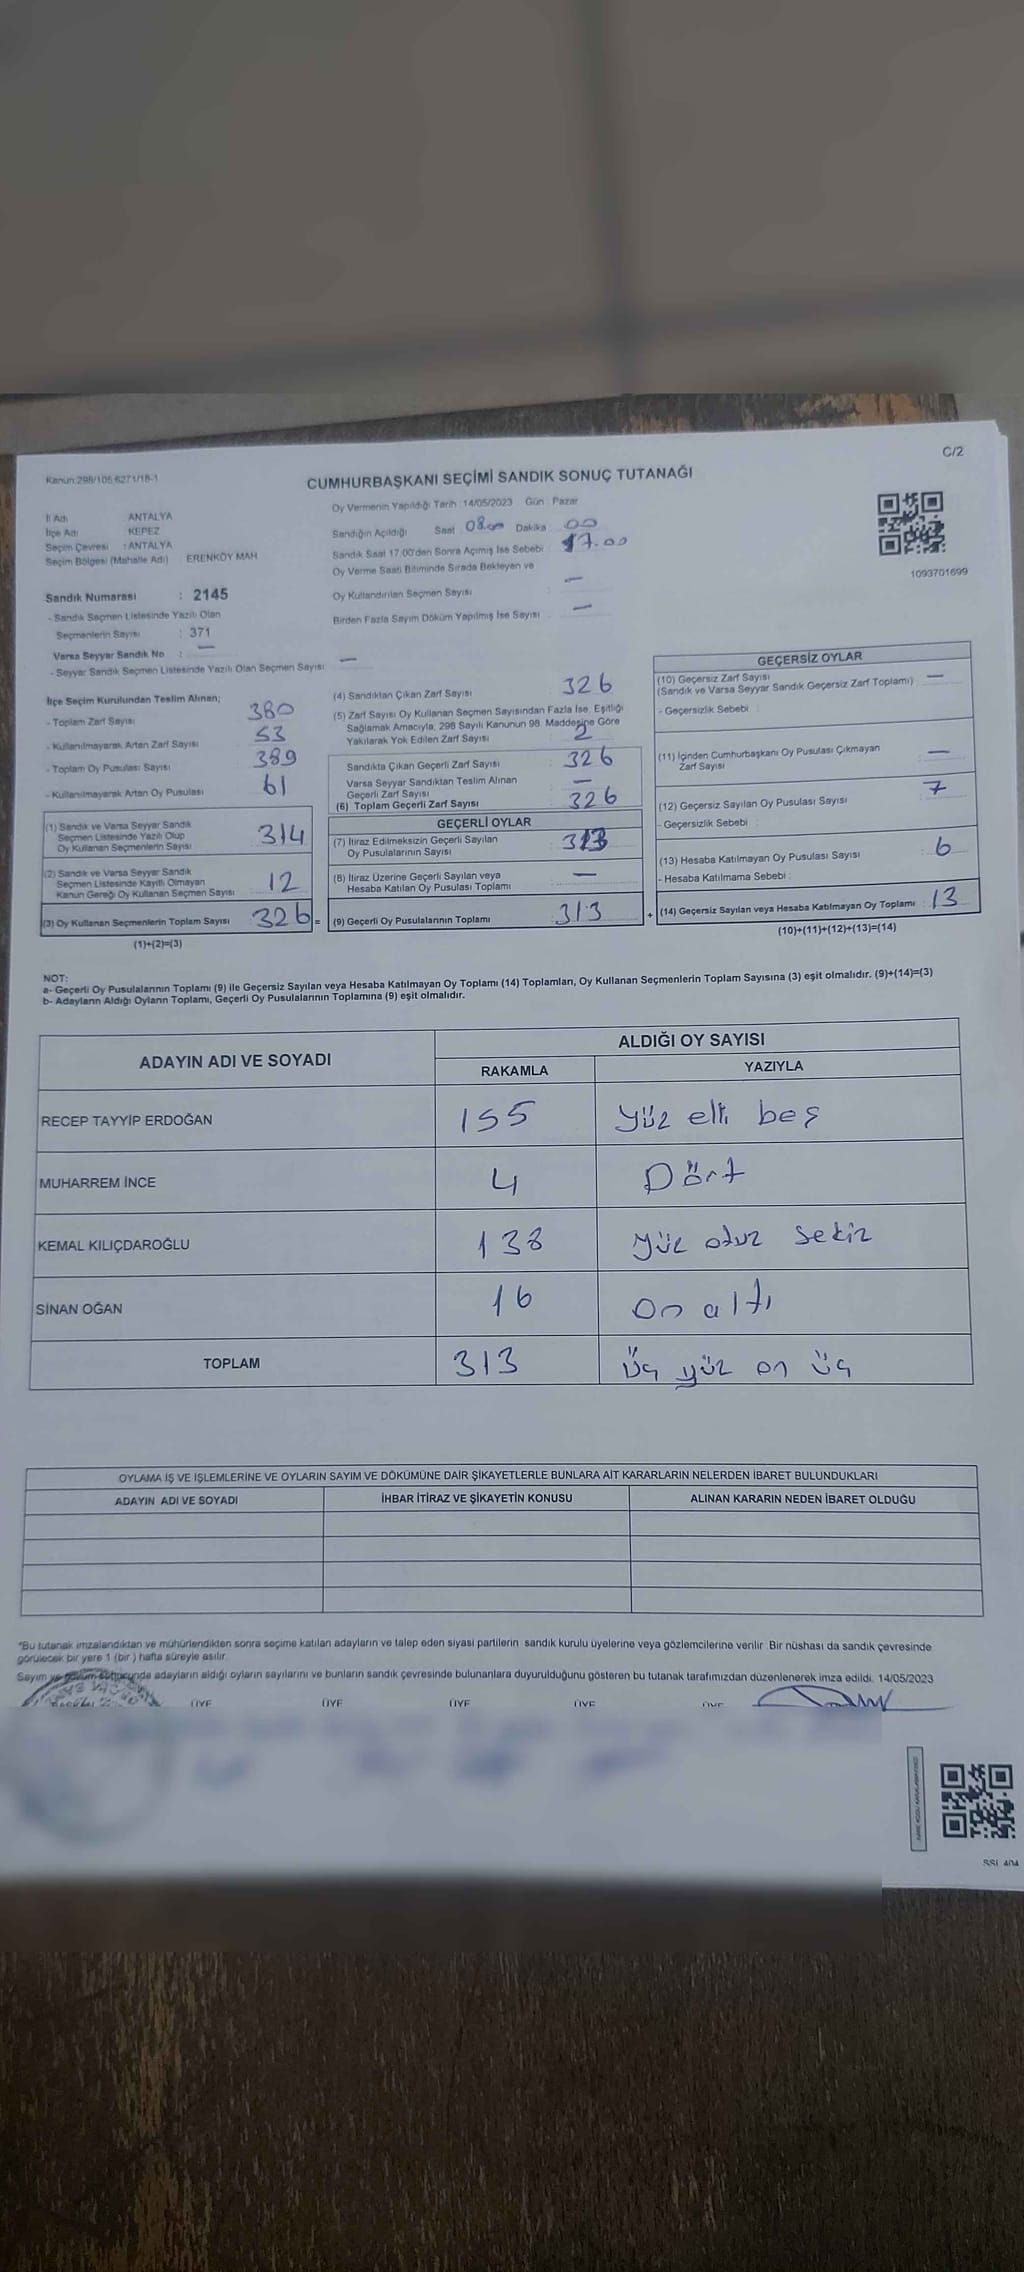 C/2
Kanun:298/105,6271/18-1
CUMHURBAŞKANI SEÇİMİ SANDIK SONUÇ TUTANAĞI
İl Adı ANTALYA
İlçe Adı KEPEZ
Seçim Çevresi : ANTALYA
Seçim Bölgesi (Mahalle Adı) ERENKÖY MAH
Sandık Numarası : 2145
- Sandık Seçmen Listesinde Yazılı Olan
Seçmenlerin Sayısı : 371
Varsa Seyyar Sandık No : —
- Seyyar Sandık Seçmen Listesinde Yazılı Olan Seçmen Sayısı —
Oy Vermenin Yapıldığı Tarih : 14/05/2023 Gün : Pazar
Sandığın Açıldığı Saat 08.00 Dakika 00
Sandık Saat 17.00'den Sonra Açılmış İse Sebebi 17.00
Oy Verme Saati Bitiminde Sırada Bekleyen ve
Oy Kullandırılan Seçmen Sayısı : —
Birden Fazla Sayım Döküm Yapılmış İse Sayısı : —
1093701699
İlçe Seçim Kurulundan Teslim Alınan;
- Toplam Zarf Sayısı 380
- Kullanılmayarak Artan Zarf Sayısı 53
- Toplam Oy Pusulası Sayısı 389
- Kullanılmayarak Artan Oy Pusulası 61
(1) Sandık ve Varsa Seyyar Sandık
Seçmen Listesinde Yazılı Olup
Oy Kullanan Seçmenlerin Sayısı 314
(2) Sandık ve Varsa Seyyar Sandık
Seçmen Listesinde Kayıtlı Olmayan
Kanun Gereği Oy Kullanan Seçmen Sayısı 12
(3) Oy Kullanan Seçmenlerin Toplam Sayısı 326 =
(1)+(2)=(3)
(4) Sandıktan Çıkan Zarf Sayısı : 326
(5) Zarf Sayısı Oy Kullanan Seçmen Sayısından Fazla İse, Eşitliği
Sağlamak Amacıyla, 298 Sayılı Kanunun 98. Maddesine Göre
Yakılarak Yok Edilen Zarf Sayısı : 2
Sandıkta Çıkan Geçerli Zarf Sayısı : 326
Varsa Seyyar Sandıktan Teslim Alınan
Geçerli Zarf Sayısı —
(6) Toplam Geçerli Zarf Sayısı 326
GEÇERLİ OYLAR
(7) İtiraz Edilmeksizin Geçerli Sayılan
Oy Pusulalarının Sayısı 313
(8) İtiraz Üzerine Geçerli Sayılan veya
Hesaba Katılan Oy Pusulası Toplamı —
(9) Geçerli Oy Pusulalarının Toplamı 313 +
GEÇERSİZ OYLAR
(10) Geçersiz Zarf Sayısı —
(Sandık ve Varsa Seyyar Sandık Geçersiz Zarf Toplamı)
- Geçersizlik Sebebi :
(11) İçinden Cumhurbaşkanı Oy Pusulası Çıkmayan
Zarf Sayısı —
(12) Geçersiz Sayılan Oy Pusulası Sayısı 7
- Geçersizlik Sebebi :
(13) Hesaba Katılmayan Oy Pusulası Sayısı : 6
- Hesaba Katılmama Sebebi :
(14) Geçersiz Sayılan veya Hesaba Katılmayan Oy Toplamı : 13
(10)+(11)+(12)+(13)=(14)
NOT:
a- Geçerli Oy Pusulalarının Toplamı (9) ile Geçersiz Sayılan veya Hesaba Katılmayan Oy Toplamı (14) Toplamları, Oy Kullanan Seçmenlerin Toplam Sayısına (3) eşit olmalıdır. (9)+(14)=(3)
b- Adayların Aldığı Oyların Toplamı, Geçerli Oy Pusulalarının Toplamına (9) eşit olmalıdır.
ADAYIN ADI VE SOYADI ALDIĞI OY SAYISI
RAKAMLA YAZIYLA
RECEP TAYYİP ERDOĞAN 155 Yüz elli beş
MUHARREM İNCE 4 Dört
KEMAL KILIÇDAROĞLU 138 Yüz otuz sekiz
SİNAN OĞAN 16 On altı
TOPLAM 313 Üç yüz on üç
OYLAMA İŞ VE İŞLEMLERİNE VE OYLARIN SAYIM VE DÖKÜMÜNE DAİR ŞİKAYETLERLE BUNLARA AİT KARARLARIN NELERDEN İBARET BULUNDUKLARI
ADAYIN ADI VE SOYADI İHBAR İTİRAZ VE ŞİKAYETİN KONUSU ALINAN KARARIN NEDEN İBARET OLDUĞU
*Bu tutanak imzalandıktan ve mühürlendikten sonra seçime katılan adayların ve talep eden siyasi partilerin sandık kurulu üyelerine veya gözlemcilerine verilir .Bir nüshası da sandık çevresinde
görülecek bir yere 1 (bir ) hafta süreyle asılır.
Sayım ve döküm sonucunda adayların aldığı oyların sayılarını ve bunların sandık çevresinde bulunanlara duyurulduğunu gösteren bu tutanak tarafımızdan düzenlenerek imza edildi. 14/05/2023
ÜYE ÜYE ÜYE ÜYE ÜYE
SSI 404